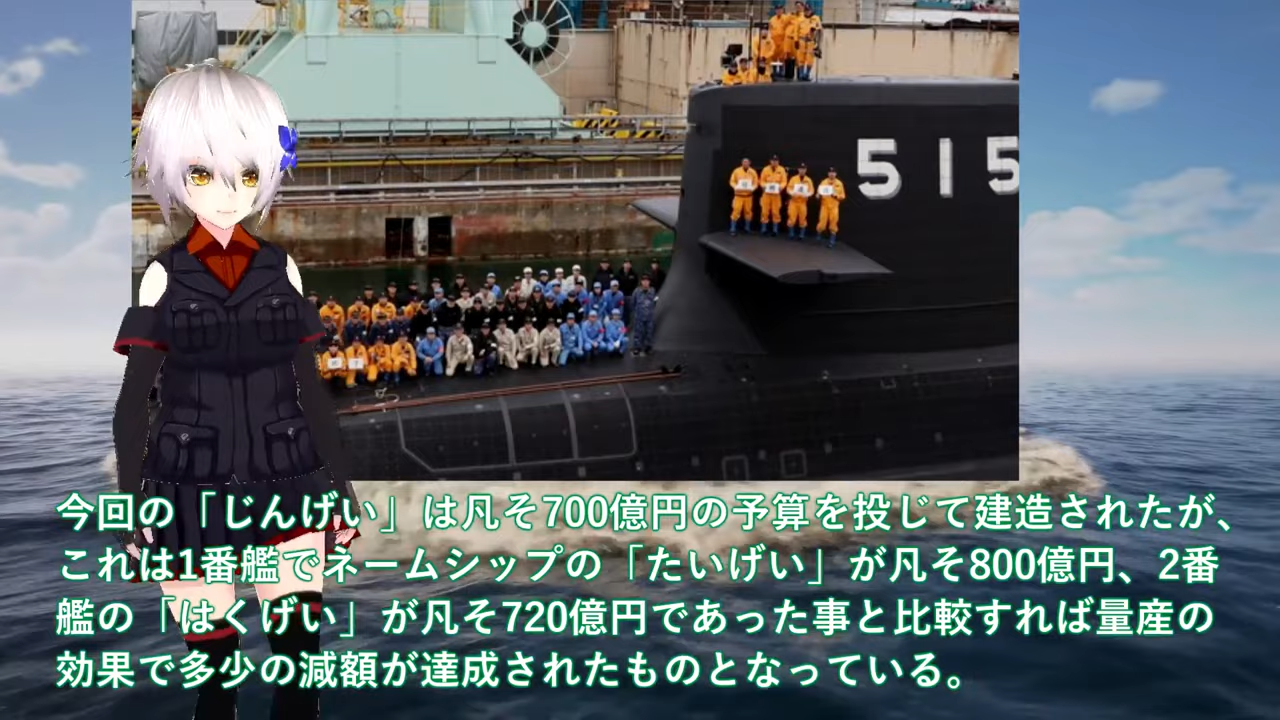 515
今回の「じんげい」は凡そ700億円の予算を投じて建造されたが、
これは1番艦でネームシップの「たいげい」が凡そ800億円、2番
艦の「はくげい」が凡そ720億円であった事と比較すれば量産の
効果で多少の減額が達成されたものとなっている。